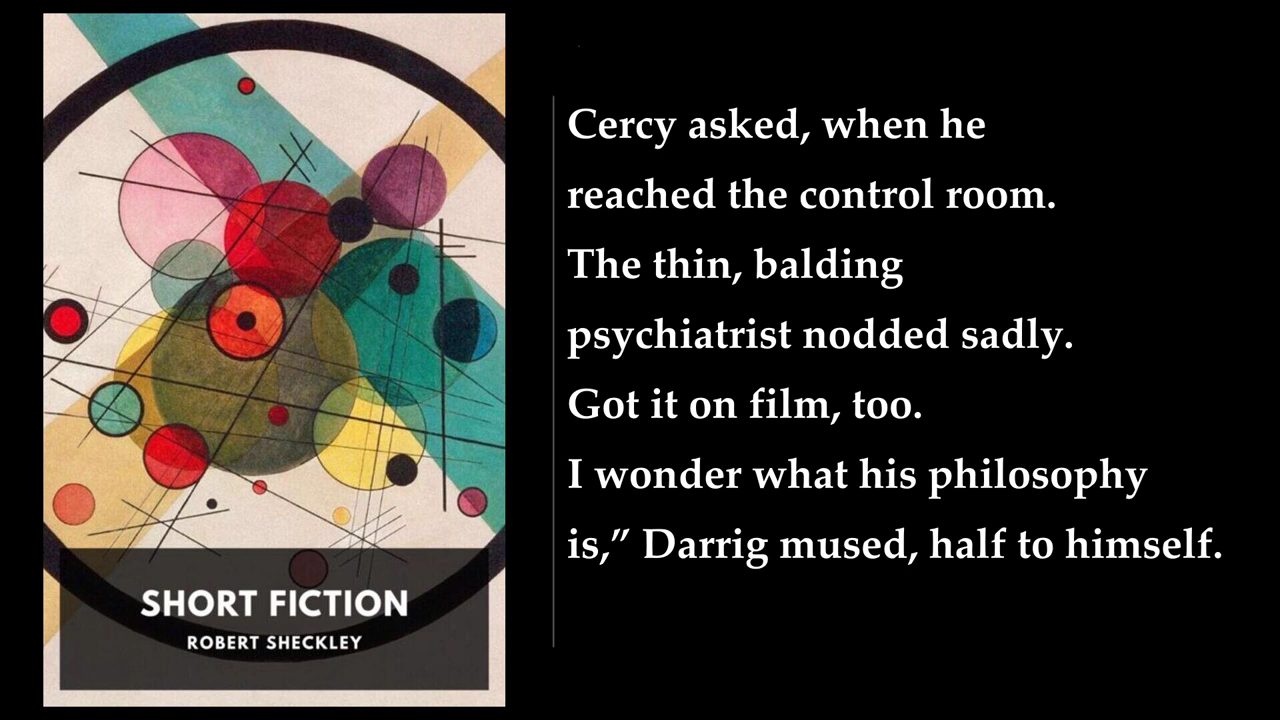 SHORT FICTION
ROBERT SHECKLEY
Cercy asked, when he
reached the control room.
The thin, balding
psychiatrist nodded sadly.
Got it on film, too.
I wonder what his philosophy
is,” Darrig mused, half to himself.